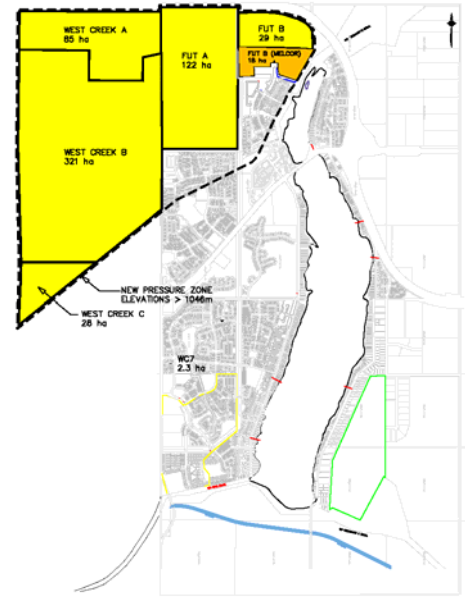 WEST CREEK A
85 ha
FUT A
122 ha
FUT B
29 ha
FUT B (MELCOR)
18 ha
WEST CREEK B
321 ha
NEW PRESSURE ZONE
ELEVATIONS > 1046m
WEST CREEK C
28 ha
WC7
2.3 ha